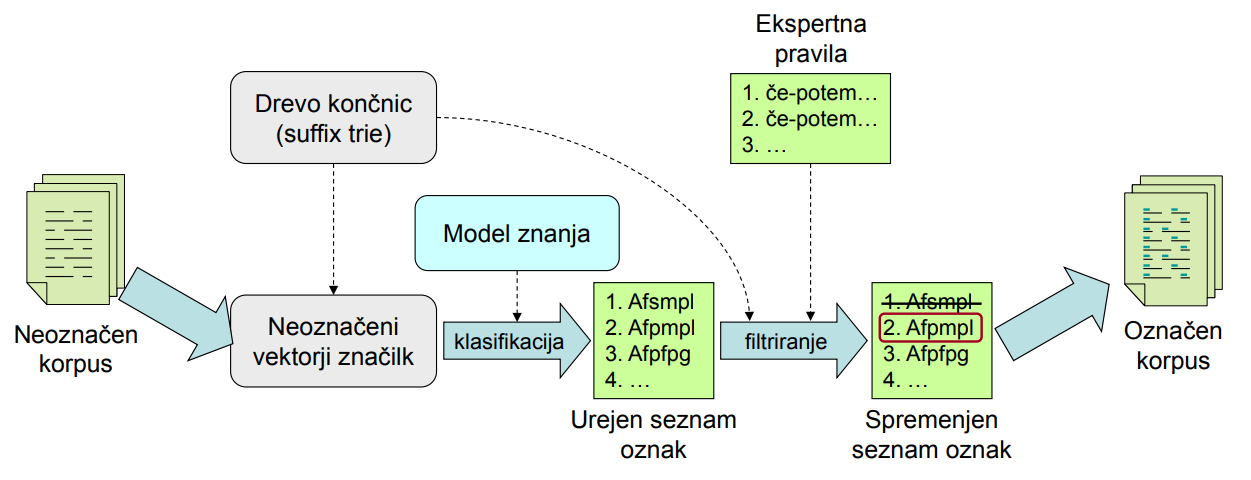 Ekspertna
pravila
1. če-potem…
2. če-potem…
3. …
Drevo končnic
(suffix trie)
Model znanja
Neoznačen
korpus
Neoznačeni
vektorji značilk
klasifikacija
1. Afsmpl
2. Afpmpl
3. Afpfpg
4. …
Urejen seznam
oznak
filtriranje
1. Afsmpl
2. Afpmpl
3. Afpfpg
4. …
Spremenjen
seznam oznak
Označen
korpus